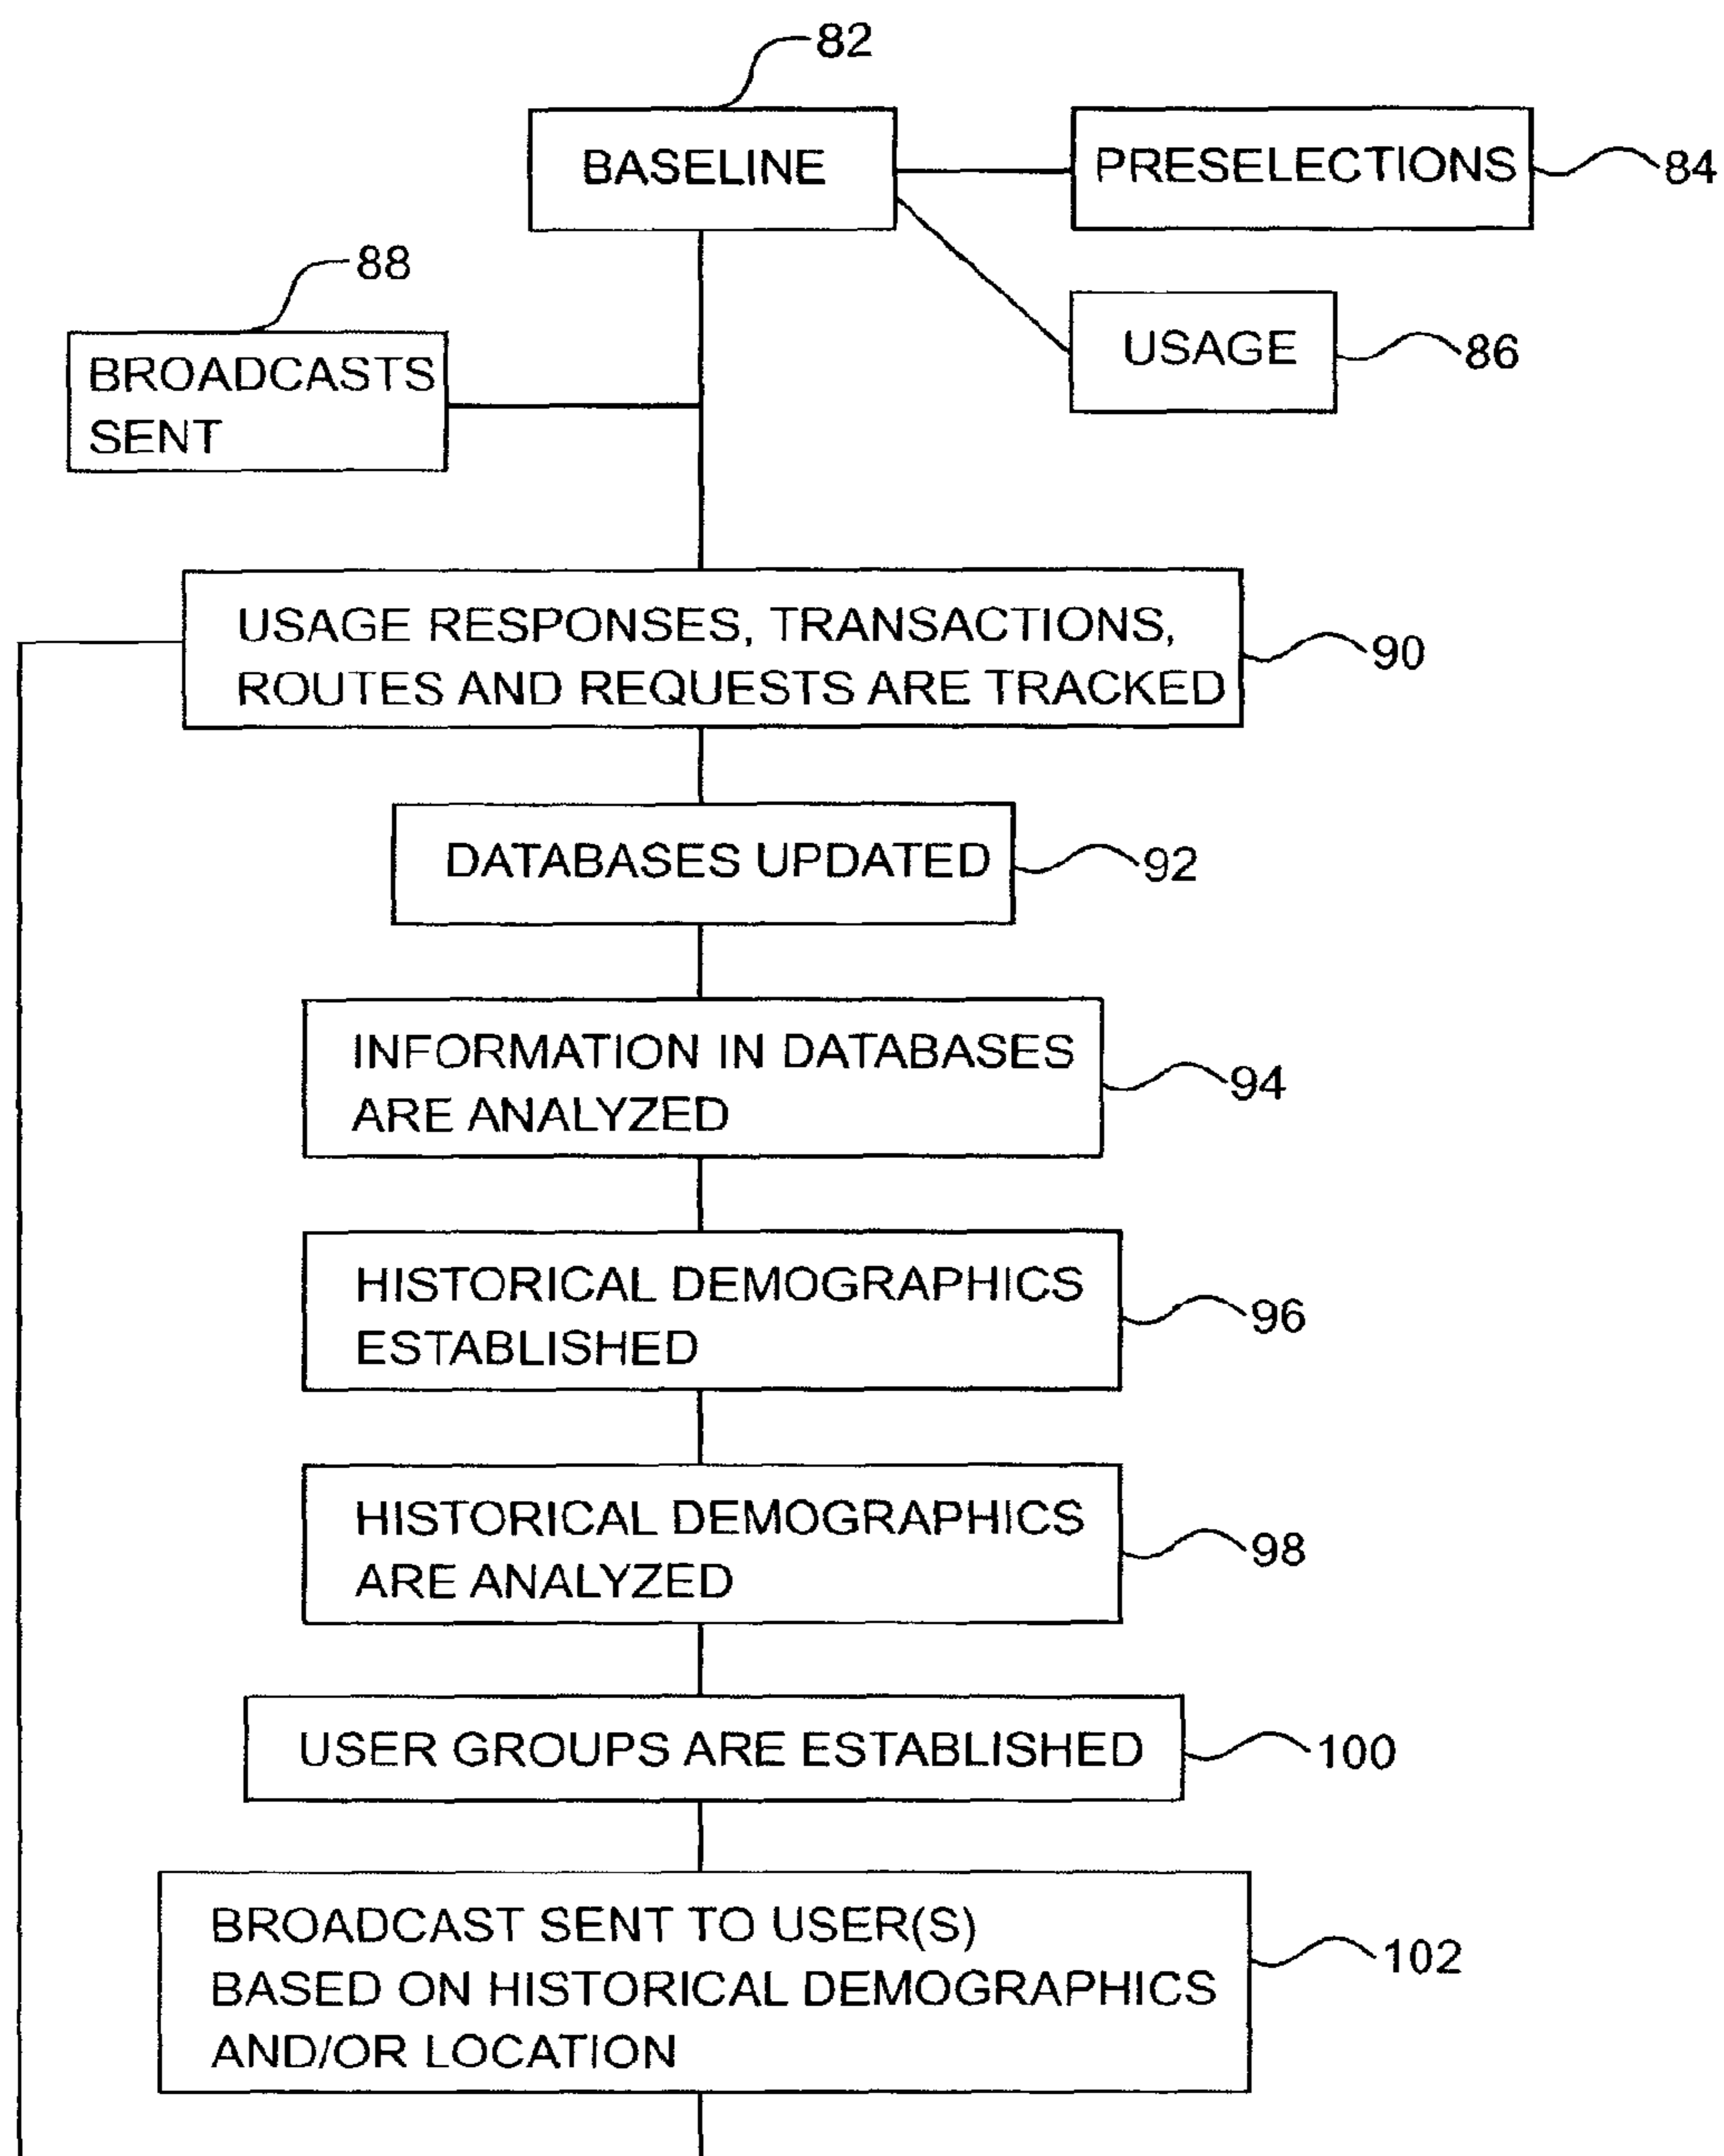 82
BASELINE
PRESELECTIONS
84
88
USAGE
86
BROADCASTS
SENT
USAGE RESPONSES, TRANSACTIONS,
ROUTES AND REQUESTS ARE TRACKED
90
DATABASES UPDATED
92
INFORMATION IN DATABASES
ARE ANALYZED
94
HISTORICAL DEMOGRAPHICS
ESTABLISHED
96
HISTORICAL DEMOGRAPHICS
ARE ANALYZED
98
USER GROUPS ARE ESTABLISHED
100
BROADCAST SENT TO USER(S)
BASED ON HISTORICAL DEMOGRAPHICS
AND/OR LOCATION
102